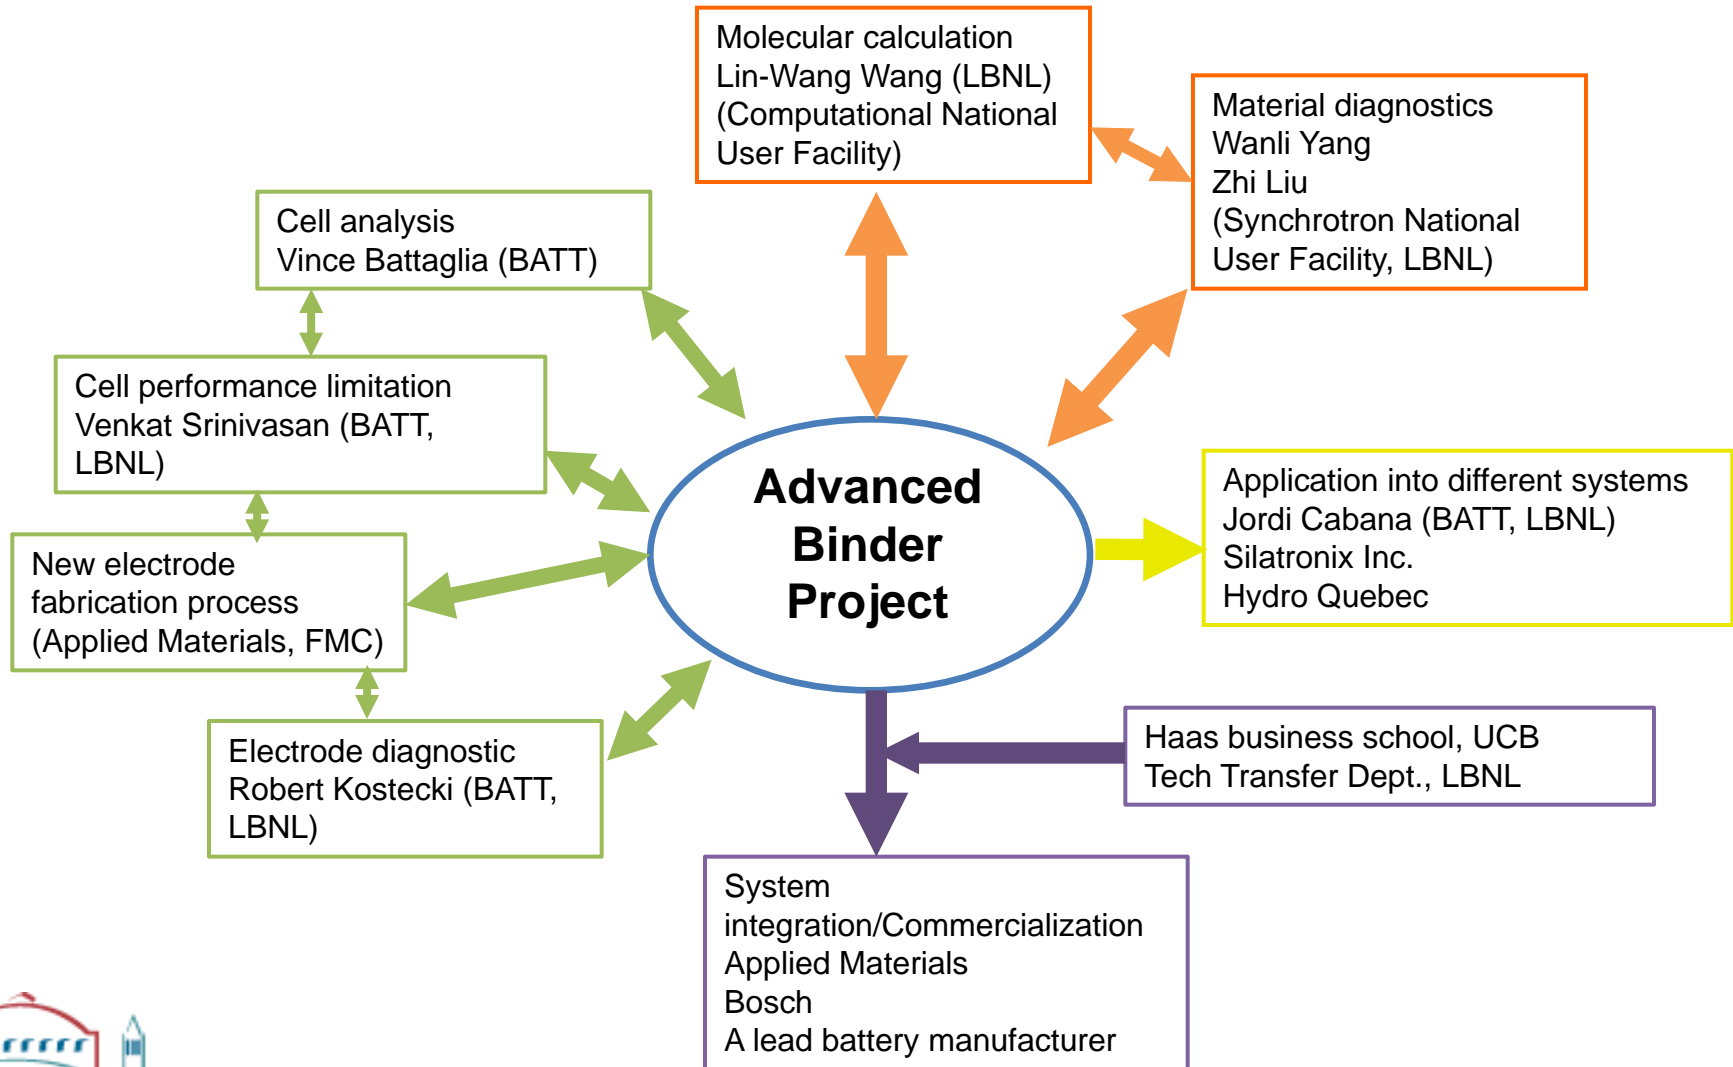 Molecular calculation
Lin-Wang Wang (LBNL)
(Computational National
User Facility)
Material diagnostics
Wanli Yang
Zhi Liu
(Synchrotron National
User Facility, LBNL)
Cell analysis
Vince Battaglia (BATT)
Cell performance limitation
Venkat Srinivasan (BATT,
LBNL)
New electrode
fabrication process
(Applied Materials, FMC)
Electrode diagnostic
Robert Kostecki (BATT,
LBNL)
Advanced
Binder
Project
Application into different systems
Jordi Cabana (BATT, LBNL)
Silatronix Inc.
Hydro Quebec
Haas business school, UCB
Tech Transfer Dept., LBNL
System
integration/Commercialization
Applied Materials
Bosch
A lead battery manufacturer